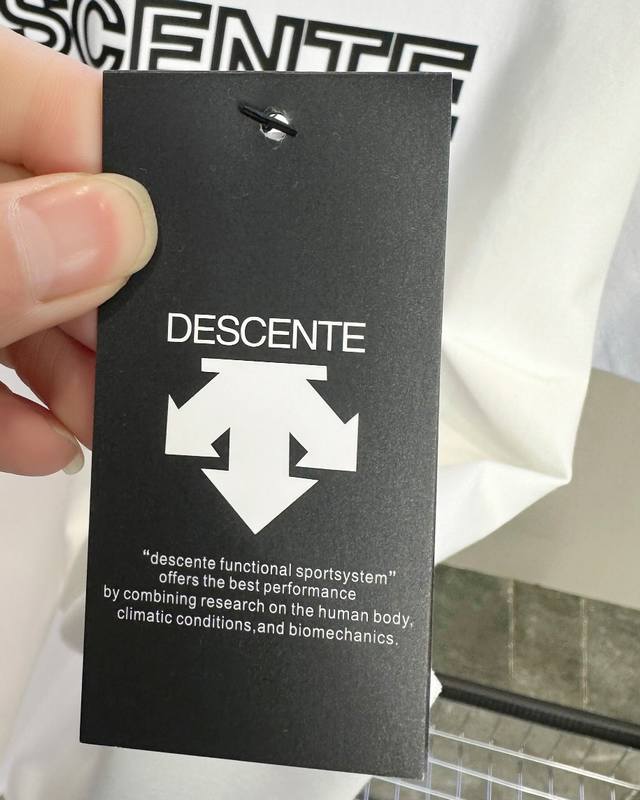 SCENTE
DESCENTE
“descente functional sportsystem”
offers the best performance
by combining research on the human body,
climatic conditions,and biomechanics.